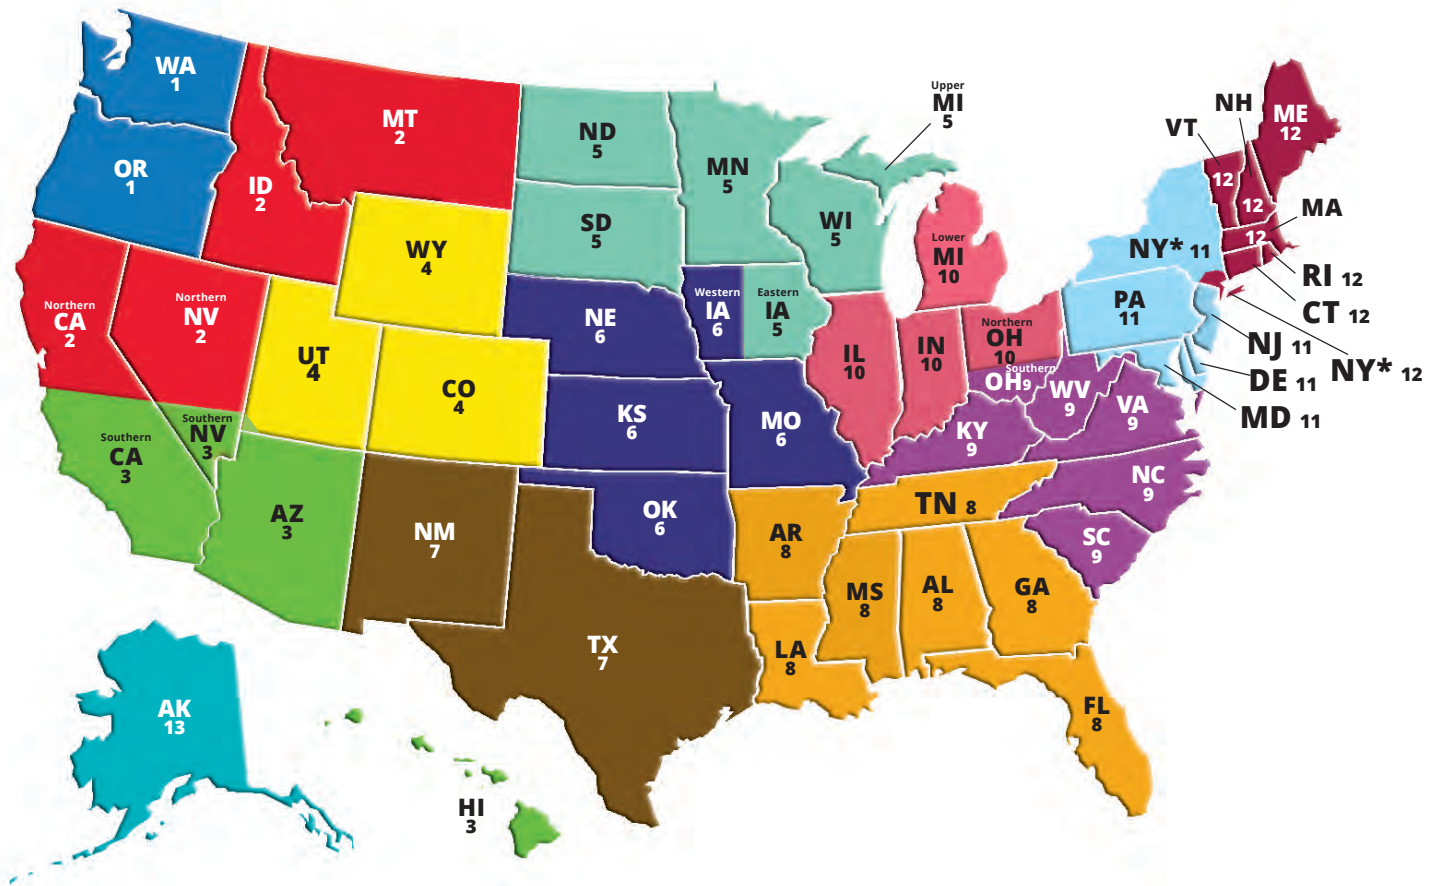 WA
1
OR
1
MT
2
ID
2
Northern
CA
2
Northern
NV
2
Southern
CA
3
Southern
NV
3
AZ
3
WY
4
UT
4
CO
4
NM
7
TX
7
ND
5
SD
5
MN
5
WI
5
Upper
MI
5
Western
IA
6
Eastern
IA
5
NE
6
KS
6
MO
6
OK
6
Lower
MI
10
IL
10
IN
10
Northern
OH
10
Southern
OH9
WV
9
VA
9
KY
9
NC
9
SC
9
TN 8
AR
8
MS
8
AL
8
GA
8
LA
8
FL
8
NY* 11
PA
11
VT
12
NH
12
ME
12
MA
12
RI 12
CT 12
NY* 12
NJ 11
DE 11
MD 11
AK
13
HI
3